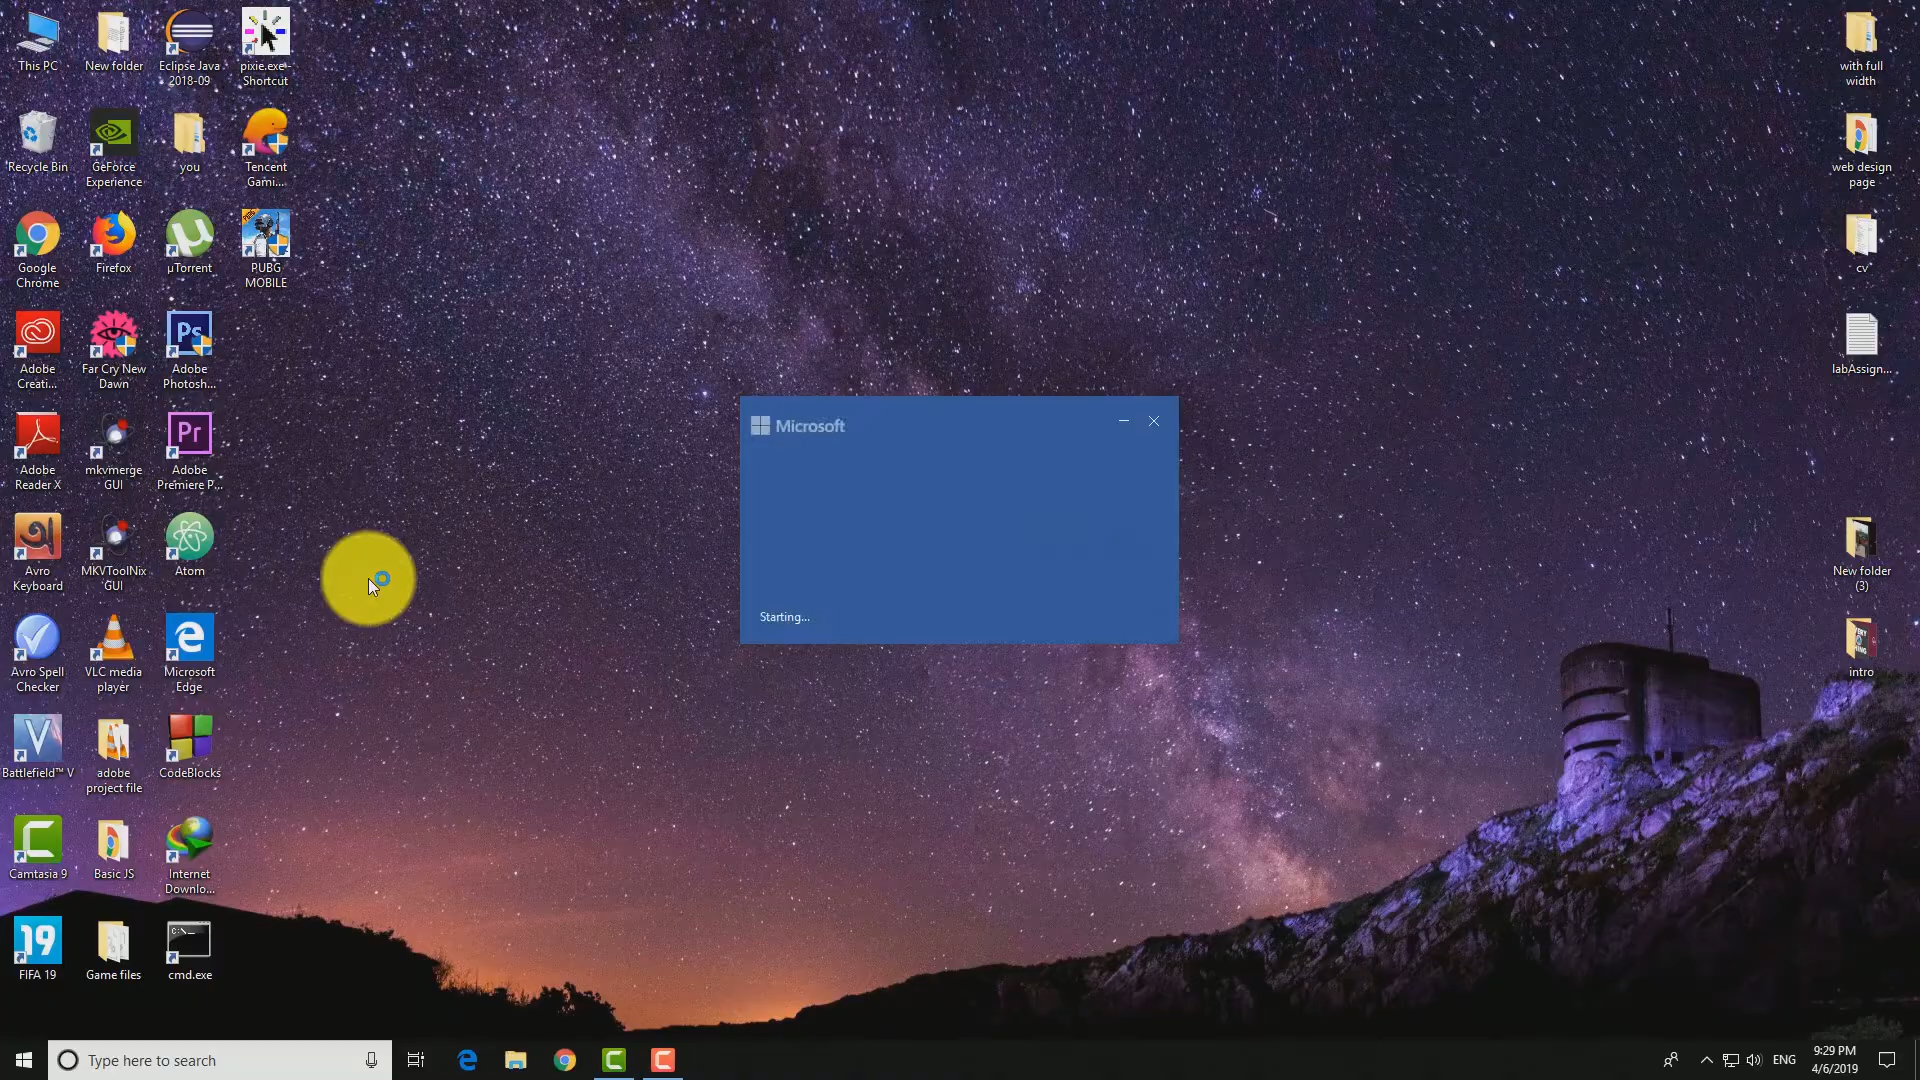 This PC
New folder
Eclipse Java
2018-09
pixie.exe -
Shortcut
Recycle Bin
GeForce
Experience
you
Tencent
Gami...
Google
Chrome
Firefox
µTorrent
PUBG
MOBILE
Adobe
Creati...
Far Cry New
Dawn
Adobe
Photosh...
Adobe
Reader X
mkvmerge
GUI
Adobe
Premiere P...
Avro
Keyboard
MKVToolNix
GUI
Atom
Avro Spell
Checker
VLC media
player
Microsoft
Edge
Battlefield™ V
adobe
project file
CodeBlocks
Camtasia 9
Basic JS
Internet
Downlo...
FIFA 19
Game files
cmd.exe
Microsoft
Starting...
with full
width
web design
page
cv
labAssign...
New folder
(3)
intro
Type here to search
ENG
9:29 PM
4/6/2019